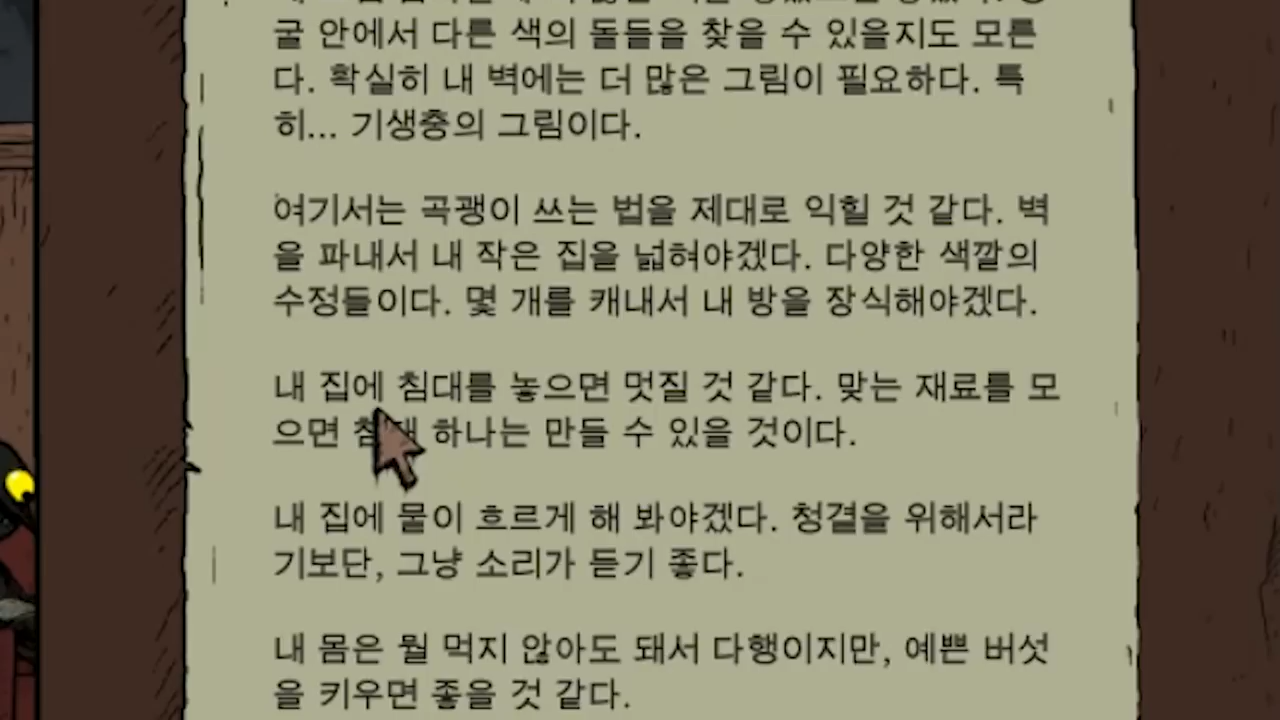 굴 안에서 다른 색의 돌들을 찾을 수 있을지도 모른
다. 확실히 내 벽에는 더 많은 그림이 필요하다. 특
히... 기생충의 그림이다.
여기서는 곡괭이 쓰는 법을 제대로 익힐 것 같다. 벽
을 파내서 내 작은 집을 넓혀야겠다. 다양한 색깔의
수정들이다. 몇 개를 캐내서 내 방을 장식해야겠다.
내 집에 침대를 놓으면 멋질 것 같다. 맞는 재료를 모
으면 침대 하나는 만들 수 있을 것이다.
내 집에 물이 흐르게 해 봐야겠다. 청결을 위해서라
기보단, 그냥 소리가 듣기 좋다.
내 몸은 뭘 먹지 않아도 돼서 다행이지만, 예쁜 버섯
을 키우면 좋을 것 같다.